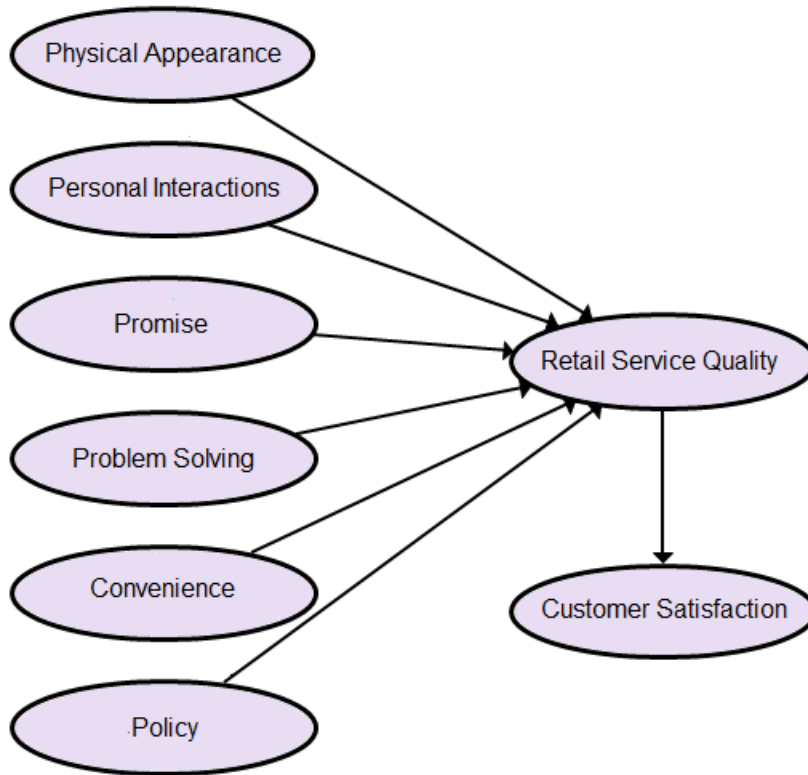 Physical Appearance
Personal Interactions
Promise
Retail Service Quality
Problem Solving
Convenience
Customer Satisfaction
Policy